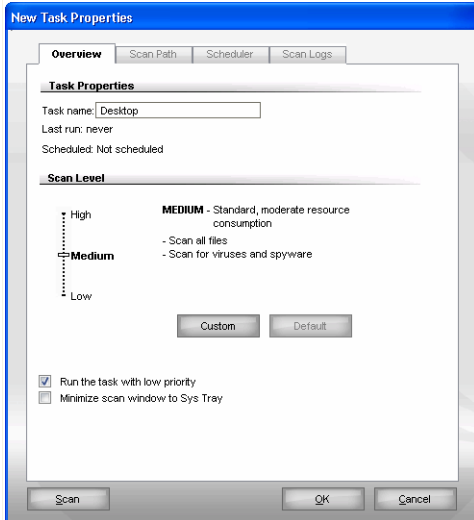 New Task Properties
Overview Scan Path Scheduler Scan Logs
Task Properties
Task name: Desktop
Last run: never
Scheduled: Not scheduled
Scan Level
High
Medium
Low
MEDIUM - Standard, moderate resource
consumption
- Scan all files
- Scan for viruses and spyware
Custom Default
Run the task with low priority
Minimize scan window to Sys Tray
Scan OK Cancel